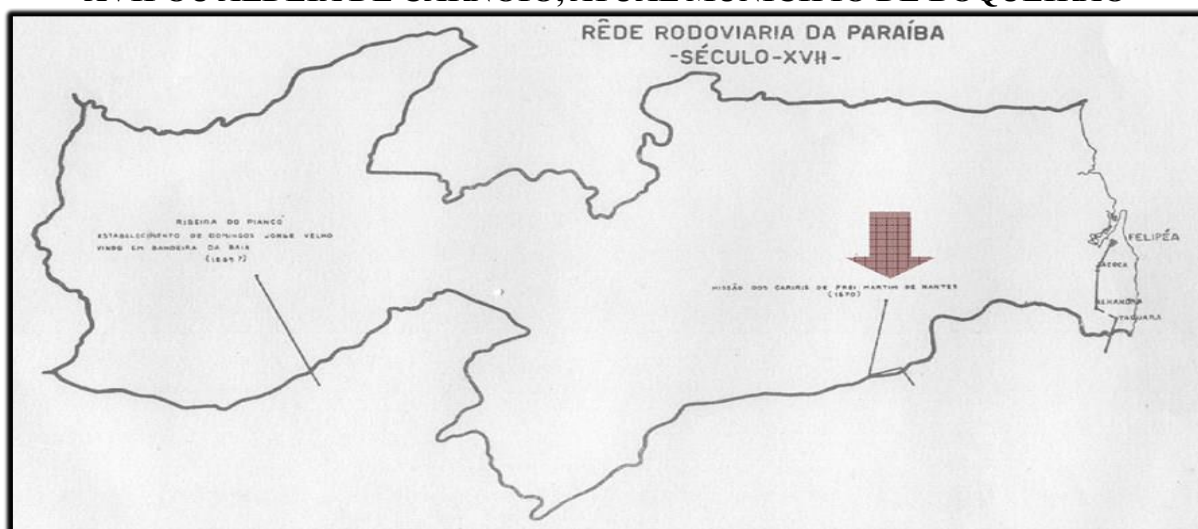 RÊDE RODOVIARIA DA PARAÍBA
-SÉCULO-XVII-
RIBEIRA DO PIANCÓ
ESTABELECIMENTO DE DOMINGOS JORGE VELHO
VINDO EM BANDEIRA DA BAIA
FELIPÉA
JACOCA
MISSÃO DOS CARIRIS DE FREI MARTIM DE NANTES
(1670)
ALHANDRA
TAQUARA